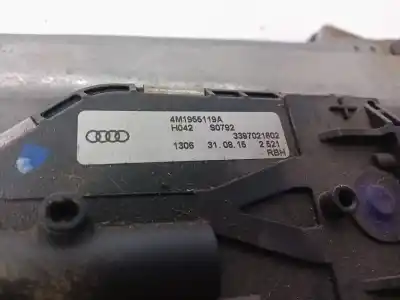 4M1955119A
H042 S0792
3397021602
1306 31.08.15 2 521
RBH